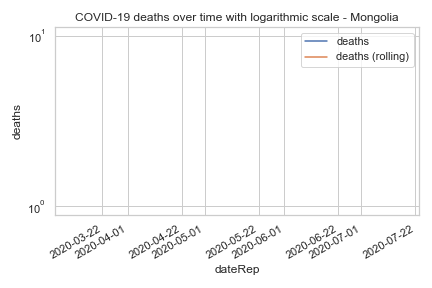 COVID-19 deaths over time with logarithmic scale - Mongolia
10¹
deaths
deaths (rolling)
deaths
10⁰
2020-03-22
2020-04-01
2020-04-22
2020-05-01
2020-05-22
2020-06-01
2020-06-22
2020-07-01
2020-07-22
dateRep